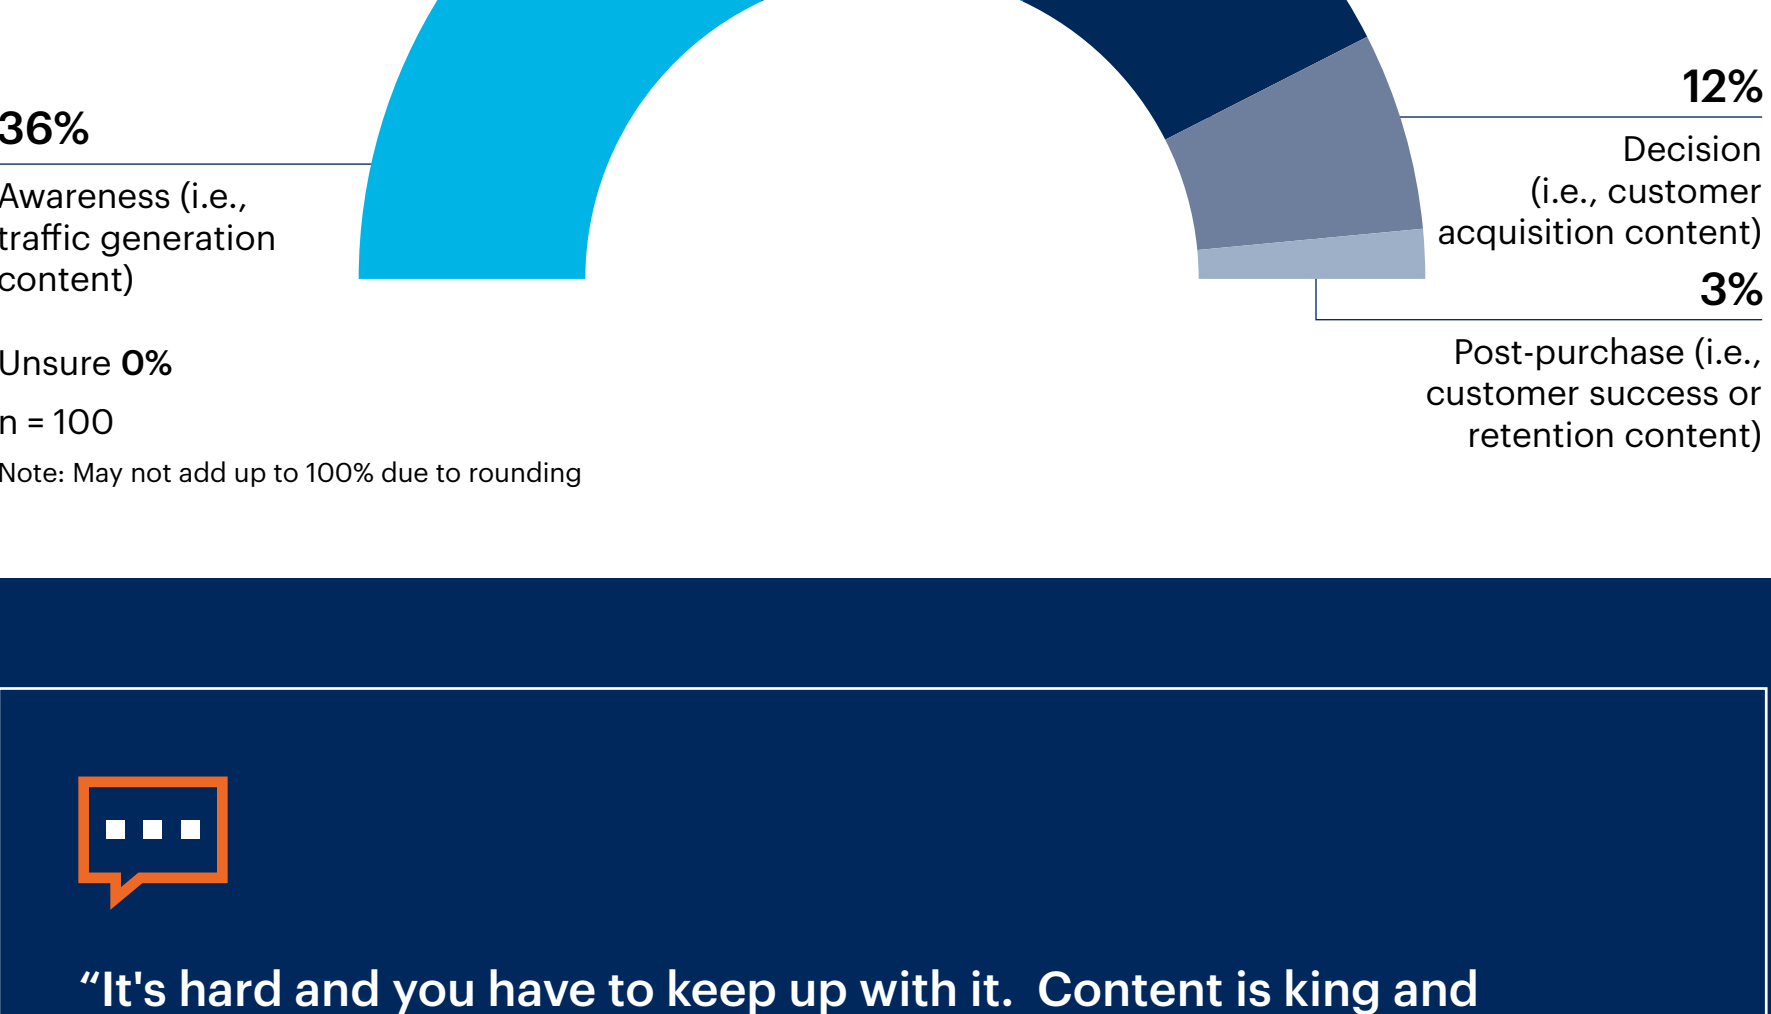 36%
Awareness (i.e.,
traffic generation
content)
Unsure 0%
n = 100
Note: May not add up to 100% due to rounding
12%
Decision
(i.e., customer
acquisition content)
3%
Post-purchase (i.e.,
customer success or
retention content)
“It's hard and you have to keep up with it.  Content is king and